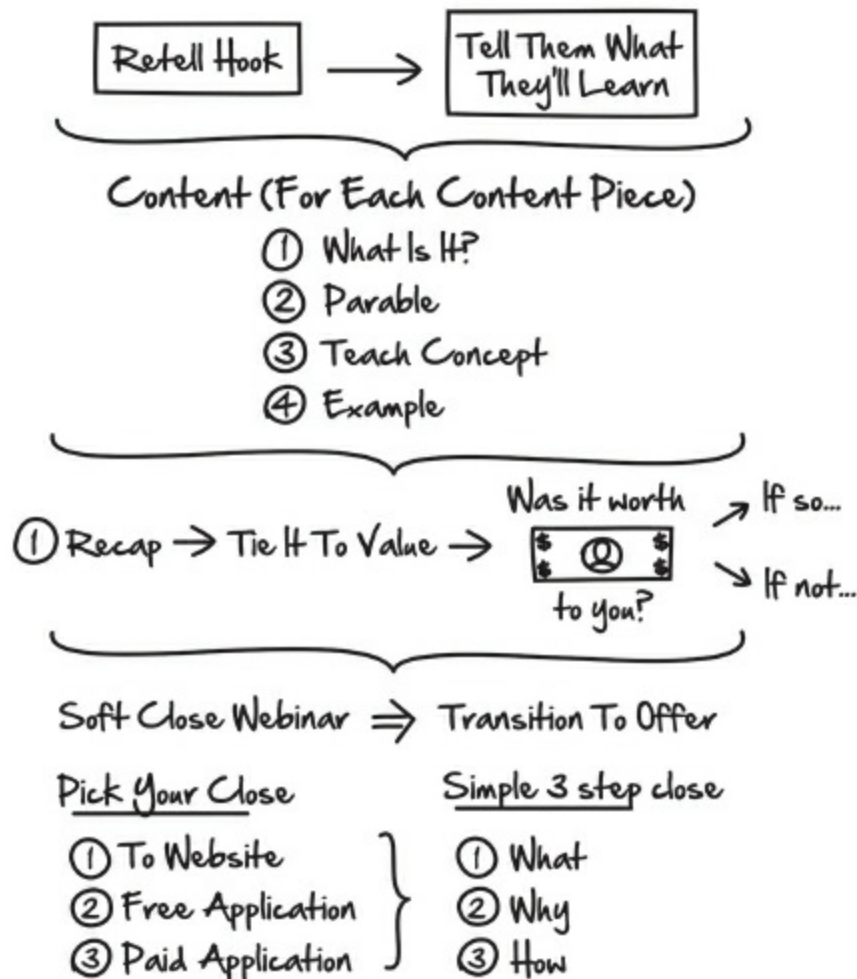 Retell Hook
Tell Them What
They'll Learn
Content (For Each Content Piece)
① What Is It?
② Parable
③ Teach Concept
④ Example
① Recap → Tie It To Value →
Was it worth
$ $
$ $
to you?
If so...
If not...
Soft Close Webinar ⇒ Transition To Offer
Pick Your Close
① To Website
② Free Application
③ Paid Application
Simple 3 step close
① What
② Why
③ How